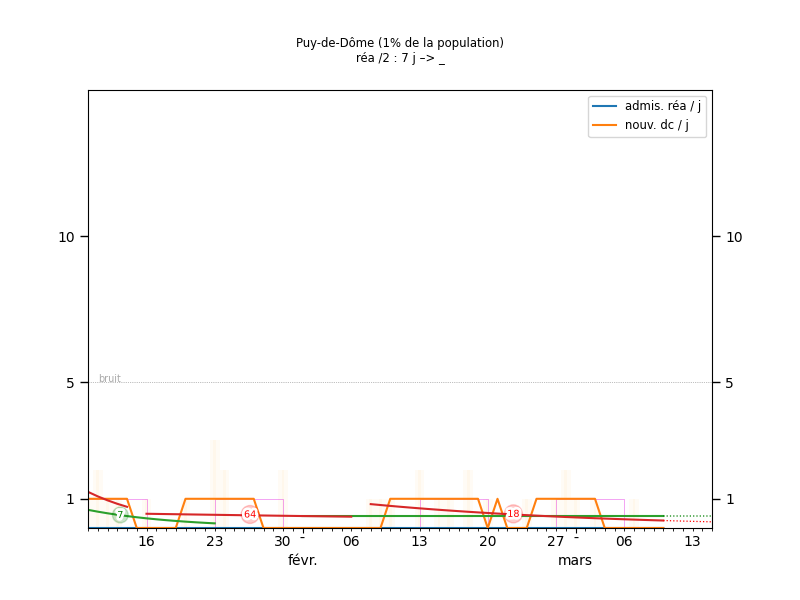 Puy-de-Dôme (1% de la population)
réa /2 : 7 j –> _
admis. réa / j
nouv. dc / j
10 10
bruit
5 5
1 1
7 64 18
16 23 30 - 06 13 20 27 - 06 13
févr. mars